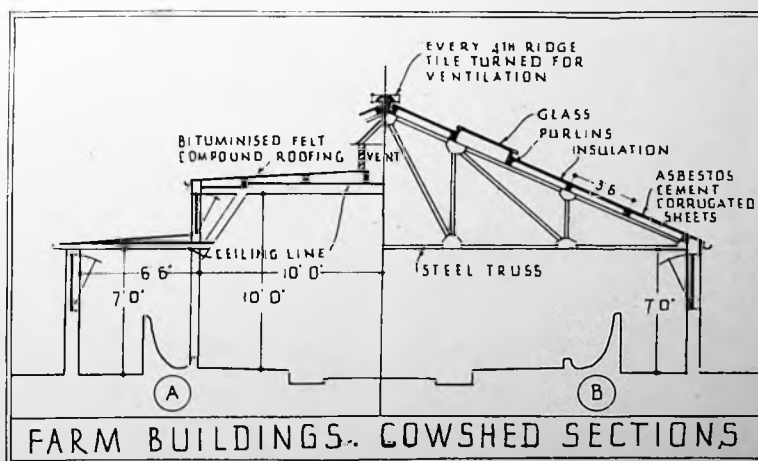 EVERY 4TH RIDGE
TILE TURNED FOR
VENTILATION
GLASS
PURLINS
INSULATION
BITUMINISED FELT
COMPOUND ROOFING
VENT
3'6
ASBESTOS
CEMENT
CORRUGATED
SHEETS
CEILING LINE
STEEL TRUSS
6'6"
10'0"
7'0"
10'0"
7'0"
A
B
FARM BUILDINGS. COWSHED SECTIONS